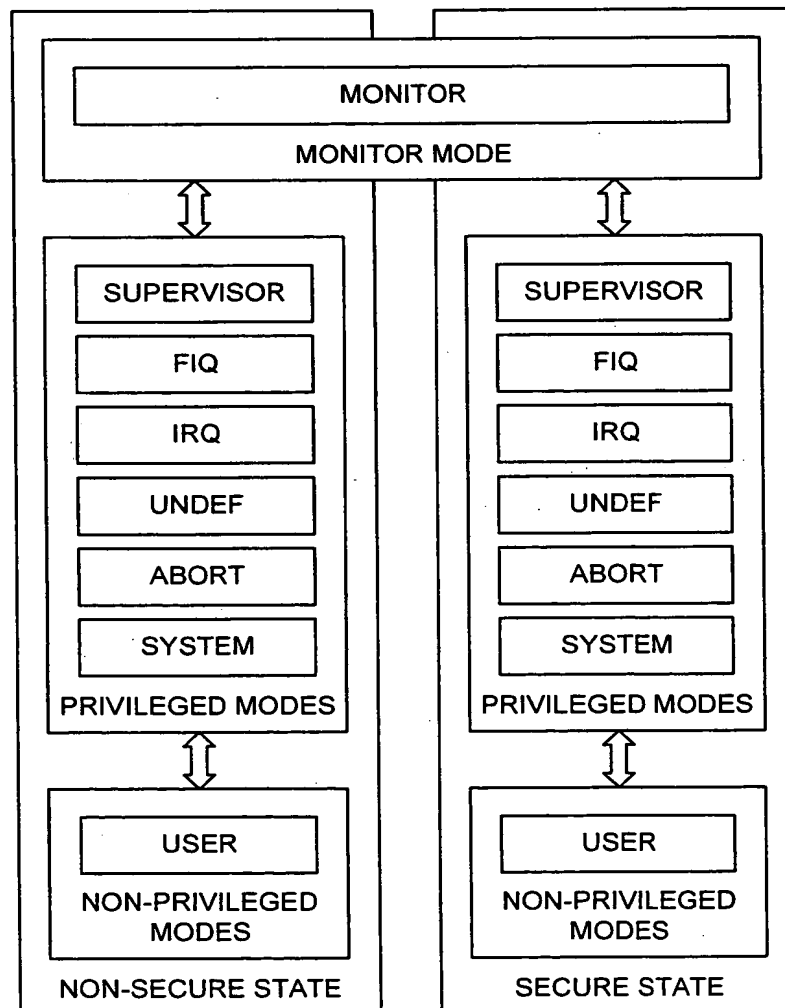 MONITOR
MONITOR MODE
SUPERVISOR
FIQ
IRQ
UNDEF
ABORT
SYSTEM
PRIVILEGED MODES
USER
NON-PRIVILEGED
MODES
NON-SECURE STATE
SUPERVISOR
FIQ
IRQ
UNDEF
ABORT
SYSTEM
PRIVILEGED MODES
USER
NON-PRIVILEGED
MODES
SECURE STATE